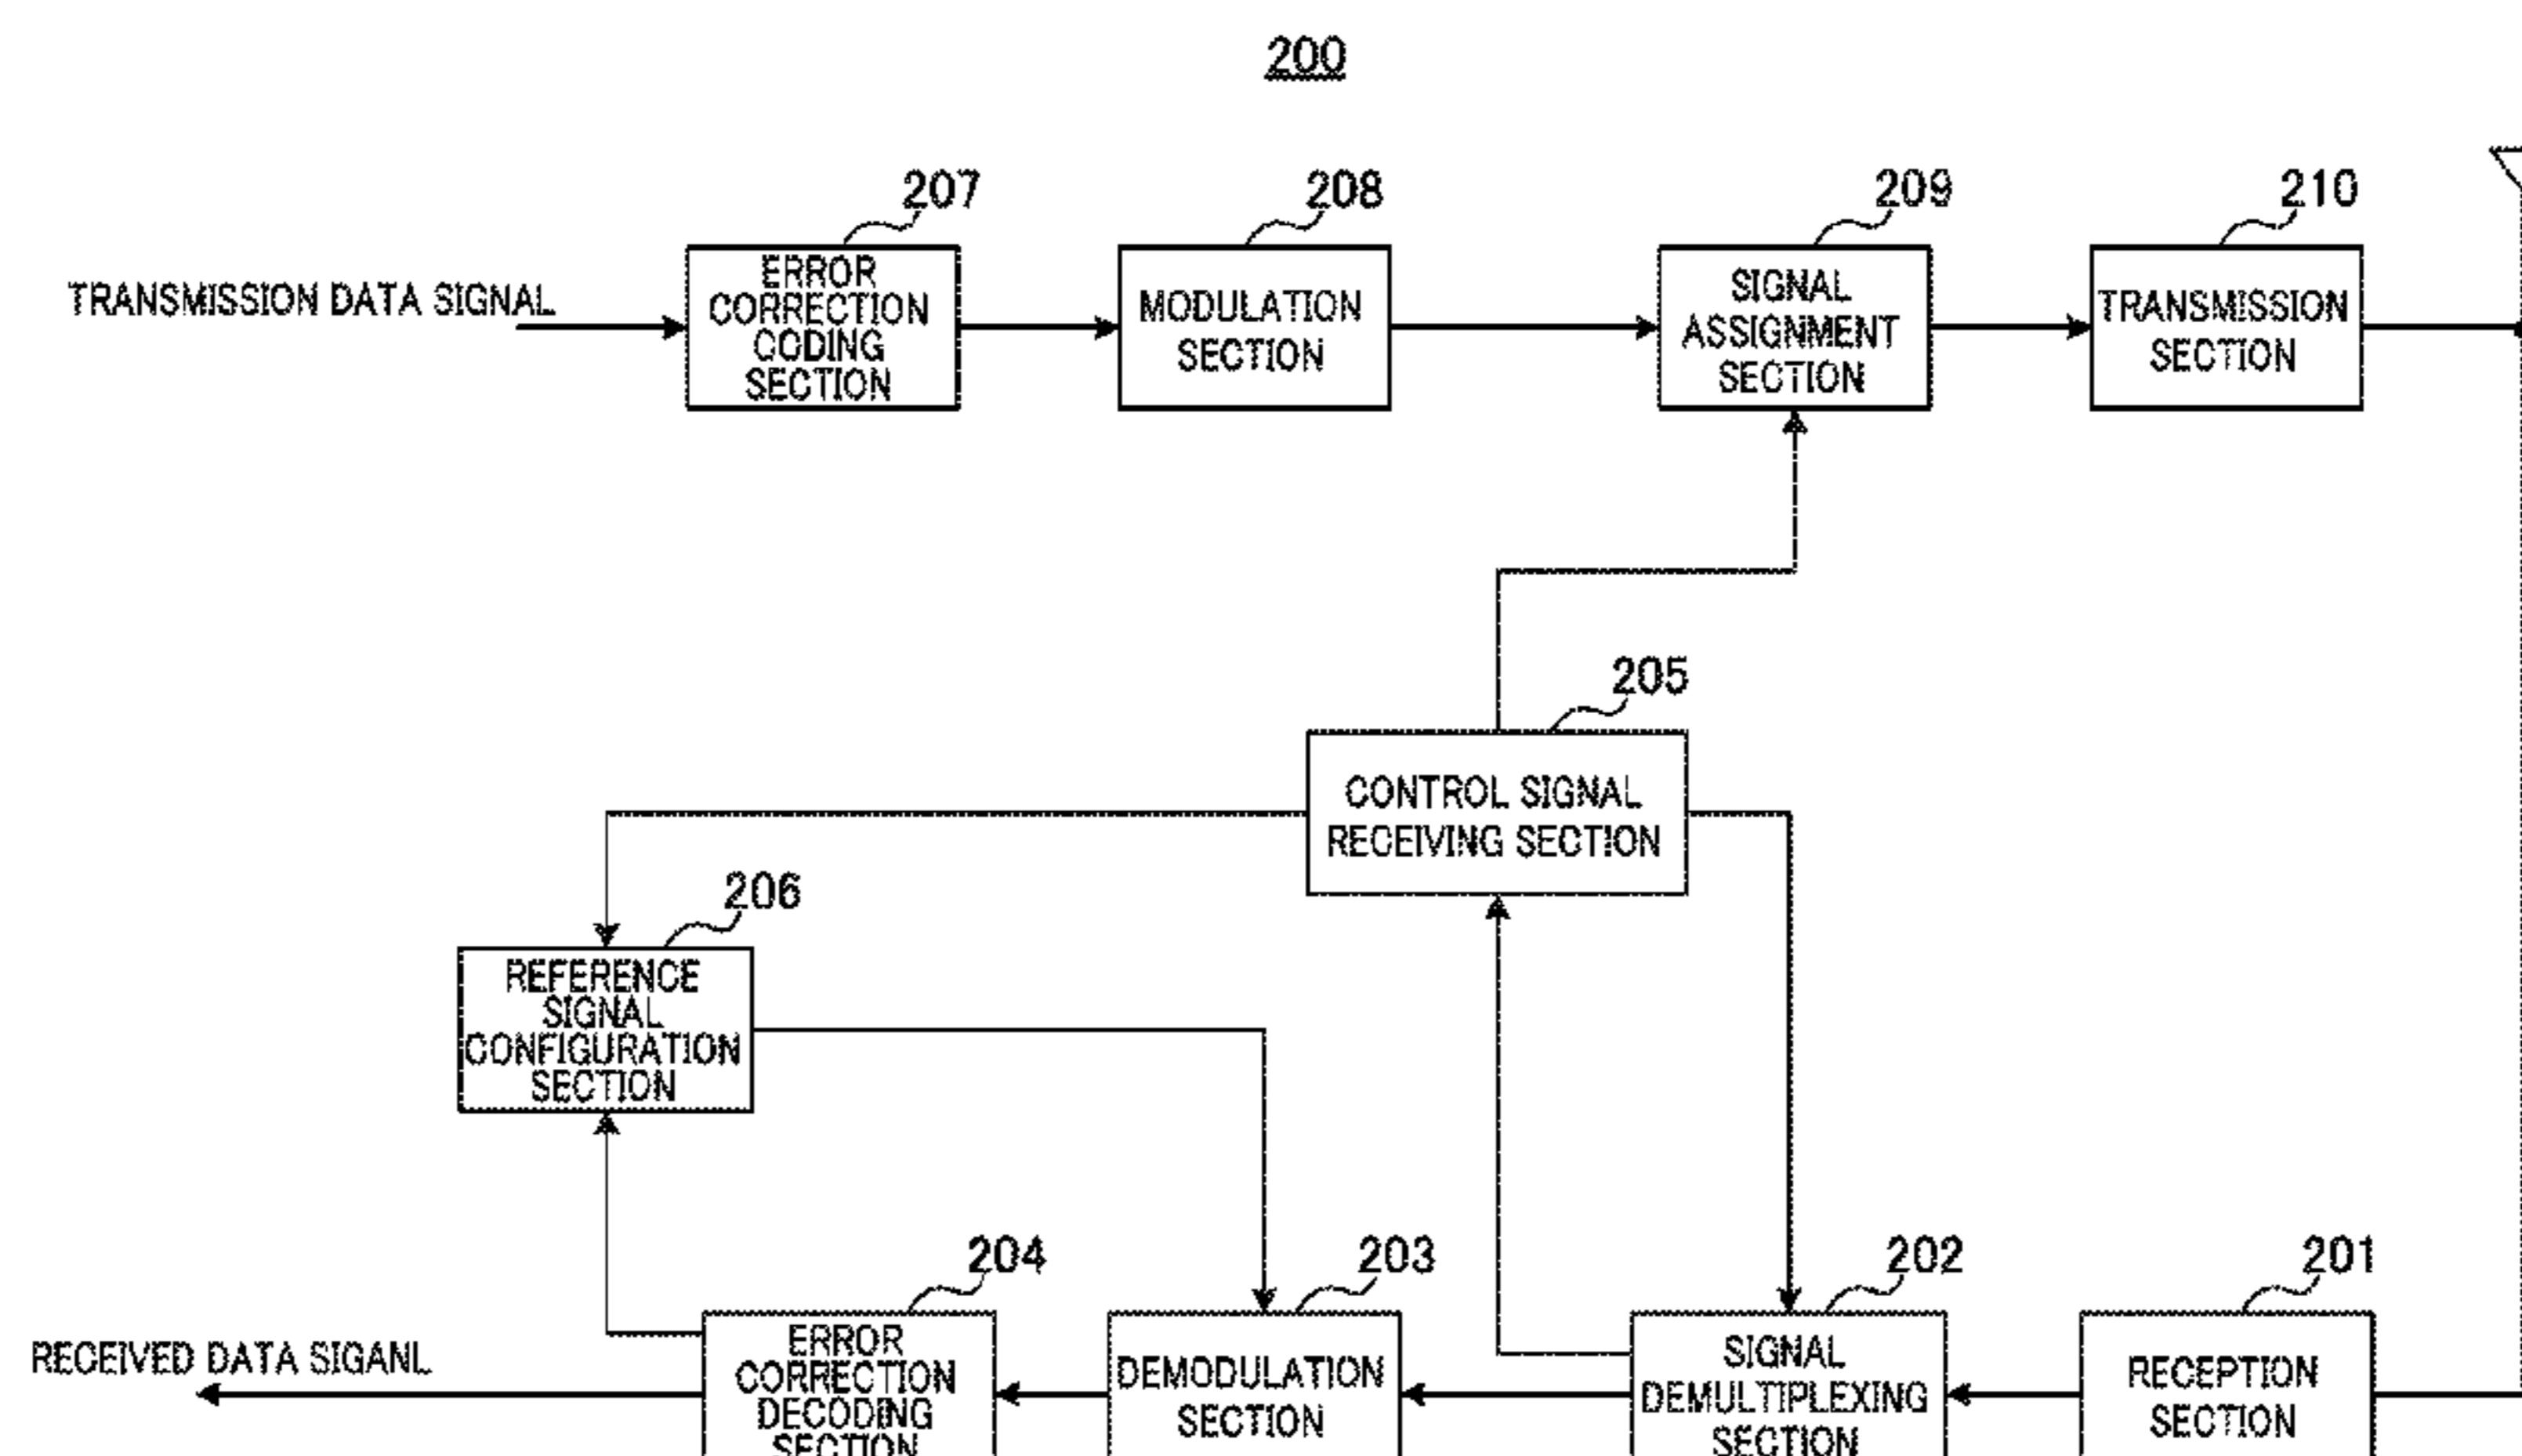 200
207
208
209
210
TRANSMISSION DATA SIGNAL
ERROR
CORRECTION
CODING
SECTION
MODULATION
SECTION
SIGNAL
ASSIGNMENT
SECTION
TRANSMISSION
SECTION
205
CONTROL SIGNAL
RECEIVING SECTION
206
REFERENCE
SIGNAL
CONFIGURATION
SECTION
204
203
202
201
RECEIVED DATA SIGANL
ERROR
CORRECTION
DECODING
SECTION
DEMODULATION
SECTION
SIGNAL
DEMULTIPLEXING
SECTION
RECEPTION
SECTION